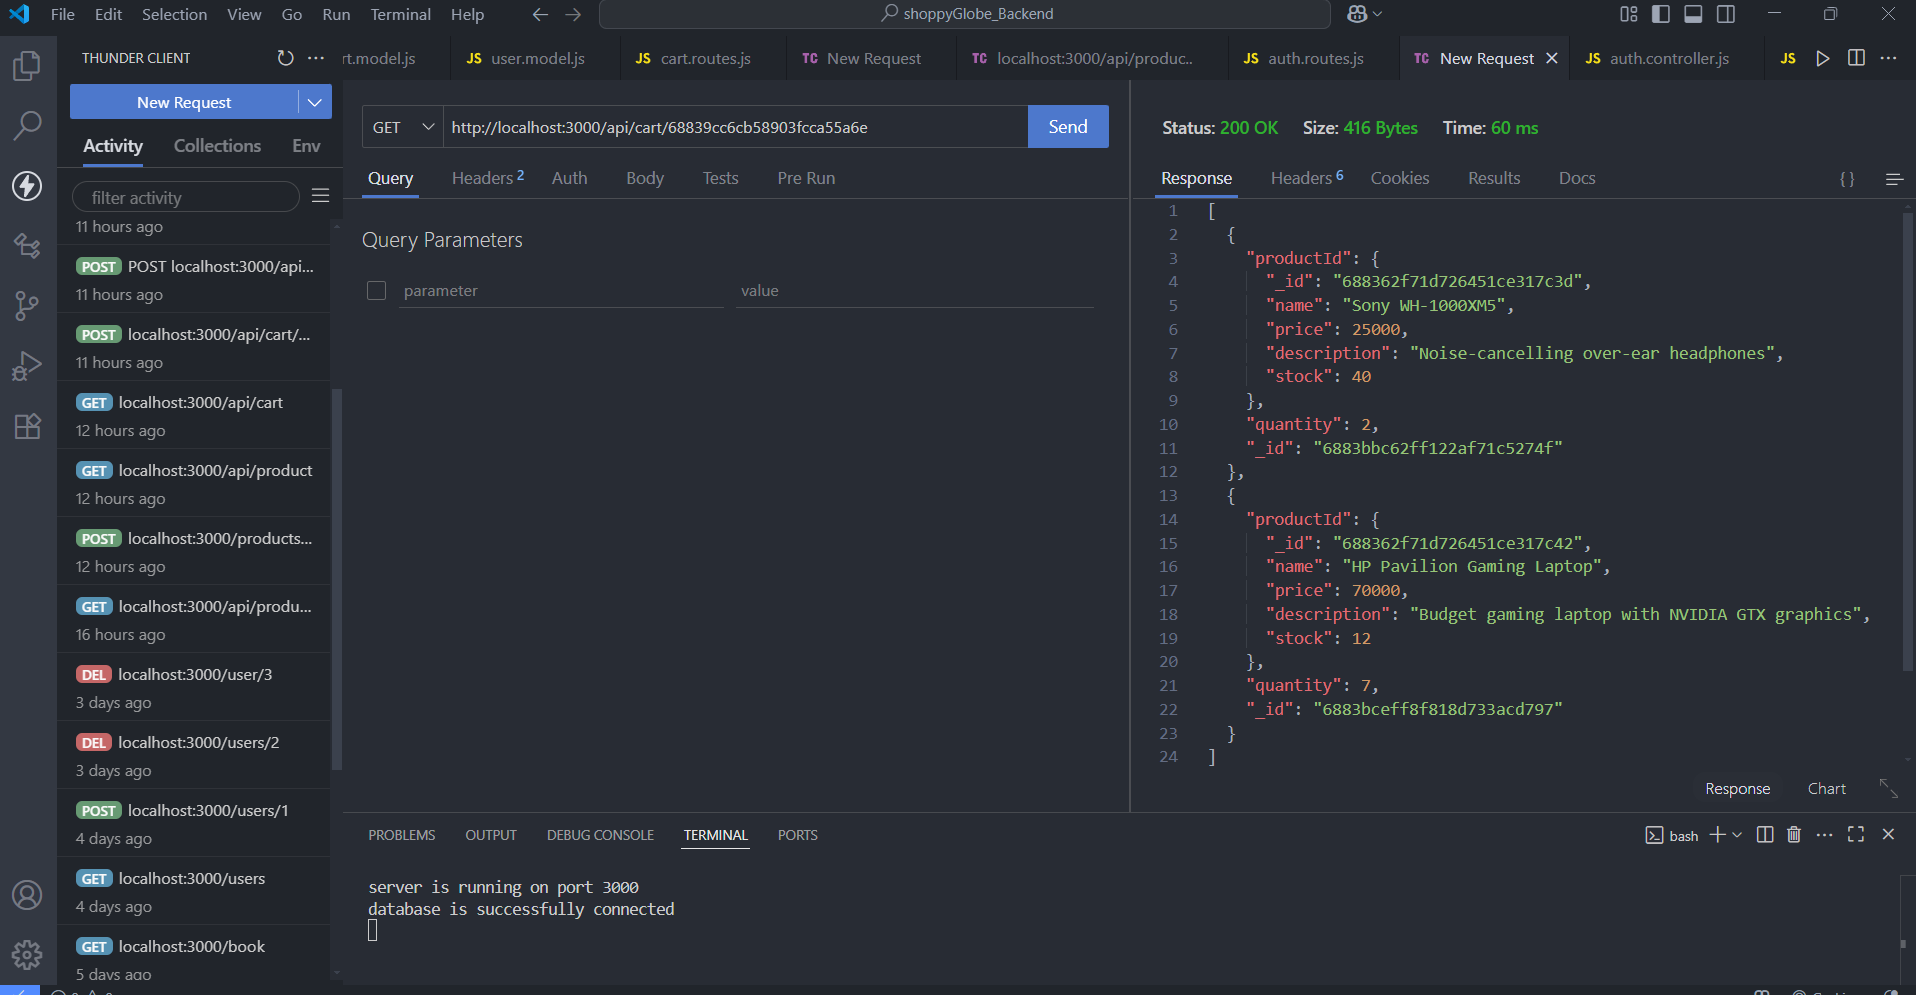 File Edit Selection View Go Run Terminal Help
shoppyGlobe_Backend
THUNDER CLIENT
rt.model.js
JS user.model.js
JS cart.routes.js
TC New Request
TC localhost:3000/api/produc..
JS auth.routes.js
TC New Request
JS auth.controller.js
JS
New Request
Activity Collections Env
filter activity
11 hours ago
POST POST localhost:3000/api...
11 hours ago
POST localhost:3000/api/cart/...
11 hours ago
GET localhost:3000/api/cart
12 hours ago
GET localhost:3000/api/product
12 hours ago
POST localhost:3000/products...
12 hours ago
GET localhost:3000/api/produ...
16 hours ago
DEL localhost:3000/user/3
3 days ago
DEL localhost:3000/users/2
3 days ago
POST localhost:3000/users/1
4 days ago
GET localhost:3000/users
4 days ago
GET localhost:3000/book
5 days ago
GET http://localhost:3000/api/cart/68839cc6cb58903fcca55a6e Send
Query Headers 2 Auth Body Tests Pre Run
Query Parameters
parameter value
Status: 200 OK Size: 416 Bytes Time: 60 ms
Response Headers 6 Cookies Results Docs {}
1 [
2 {
3 "productId": {
4 "_id": "688362f71d726451ce317c3d",
5 "name": "Sony WH-1000XM5",
6 "price": 25000,
7 "description": "Noise-cancelling over-ear headphones",
8 "stock": 40
9 },
10 "quantity": 2,
11 "_id": "6883bbc62ff122af71c5274f"
12 },
13 {
14 "productId": {
15 "_id": "688362f71d726451ce317c42",
16 "name": "HP Pavilion Gaming Laptop",
17 "price": 70000,
18 "description": "Budget gaming laptop with NVIDIA GTX graphics",
19 "stock": 12
20 },
21 "quantity": 7,
22 "_id": "6883bceff8f818d733acd797"
23 }
24 ]
Response Chart
PROBLEMS OUTPUT DEBUG CONSOLE TERMINAL PORTS
bash
server is running on port 3000
database is successfully connected